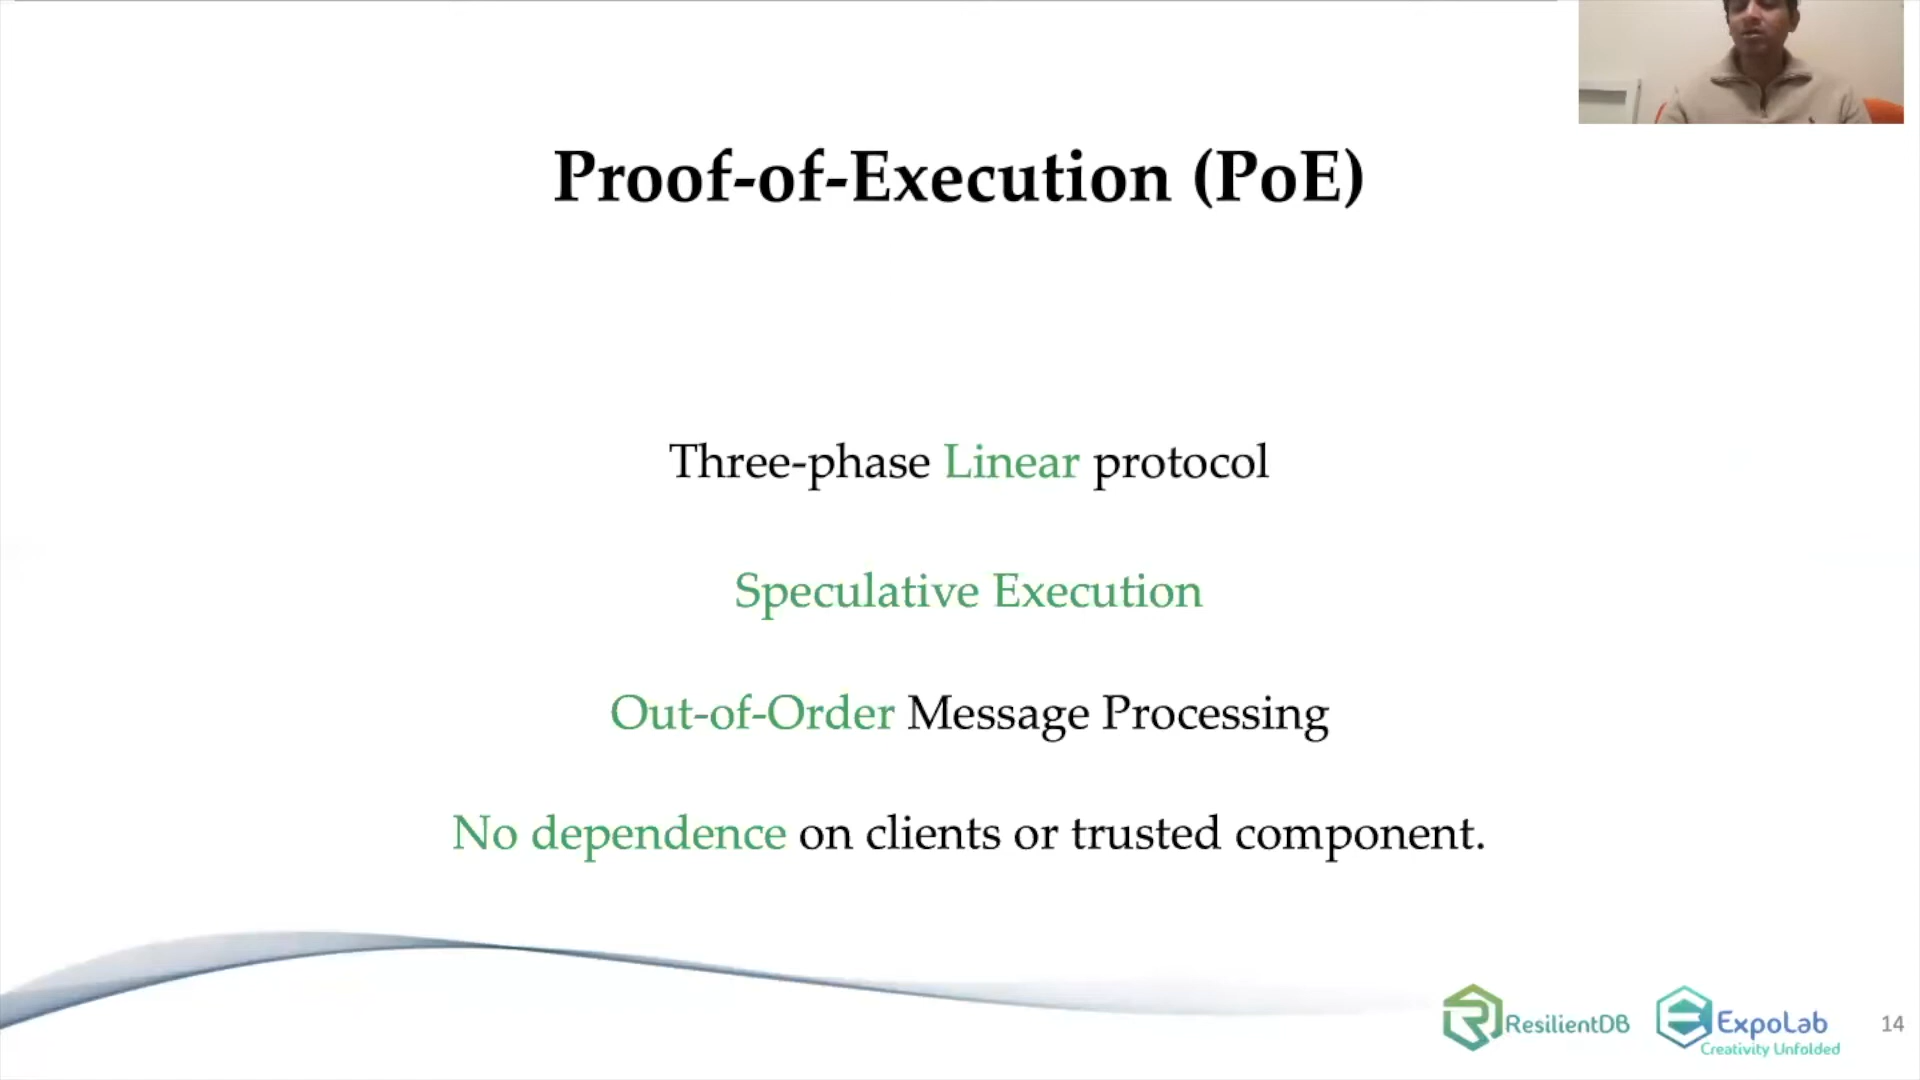 Proof-of-Execution (PoE)
Three-phase Linear protocol
Speculative Execution
Out-of-Order Message Processing
No dependence on clients or trusted component.
ResilientDB
ExpoLab
Creativity Unfolded
14